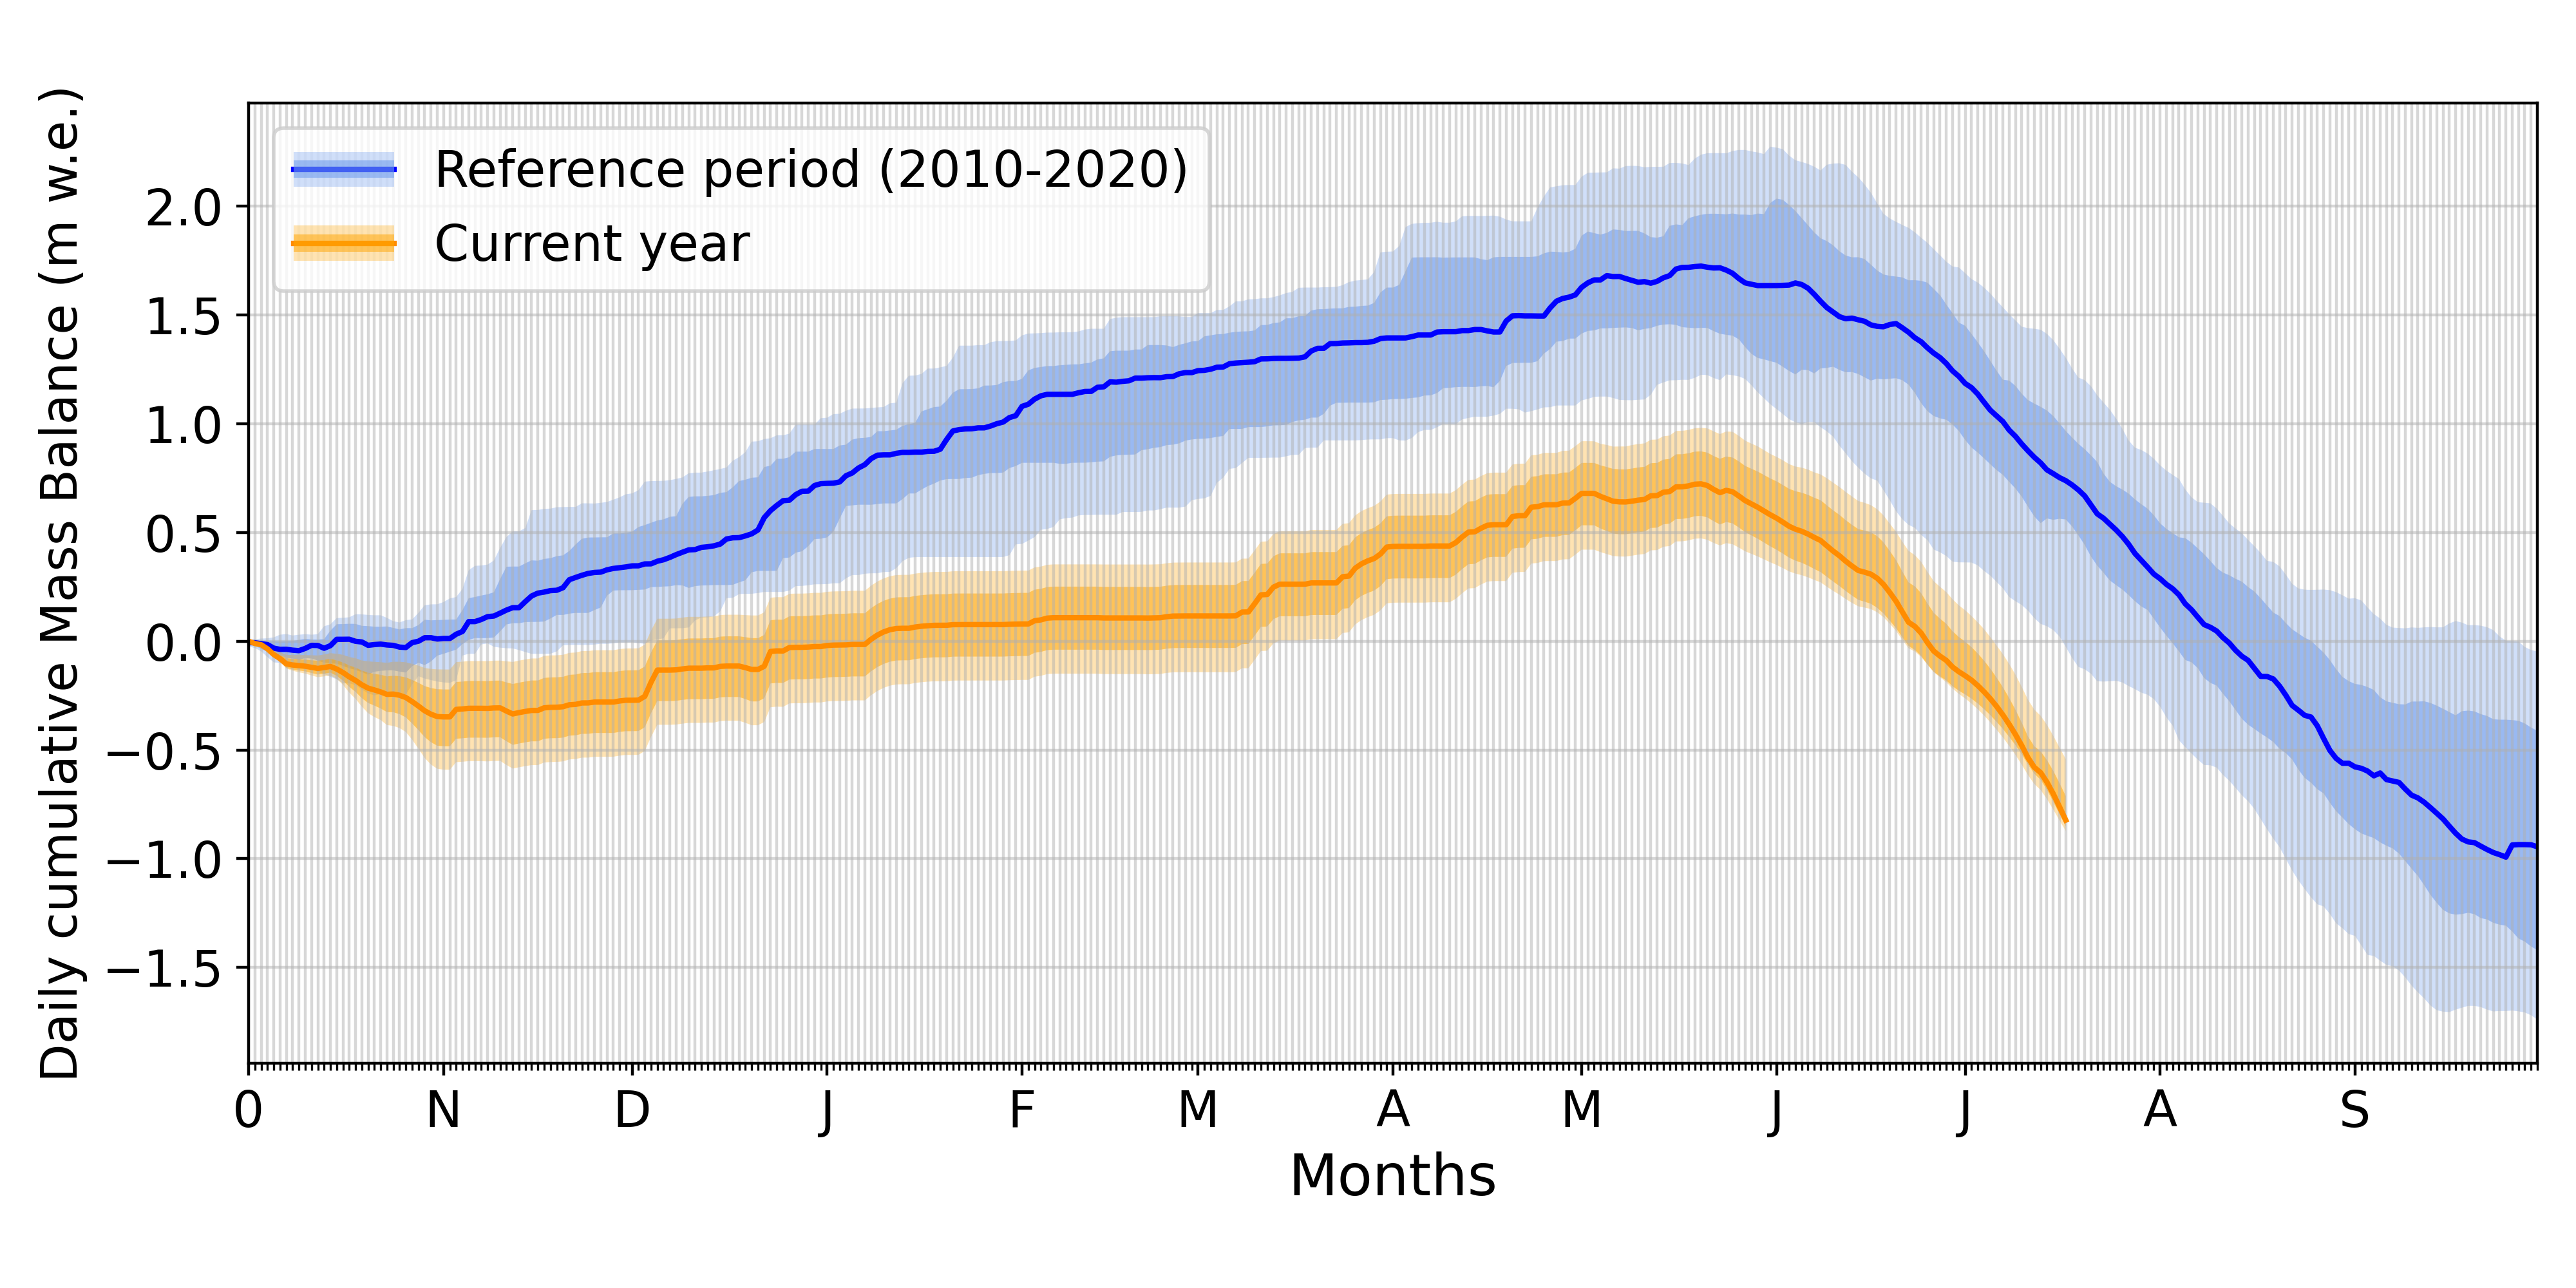 Daily cumulative Mass Balance (m w.e.)
Reference period (2010-2020)
Current year
2.0
1.5
1.0
0.5
0.0
−0.5
−1.0
−1.5
0 N D J F M A M J J A S
Months